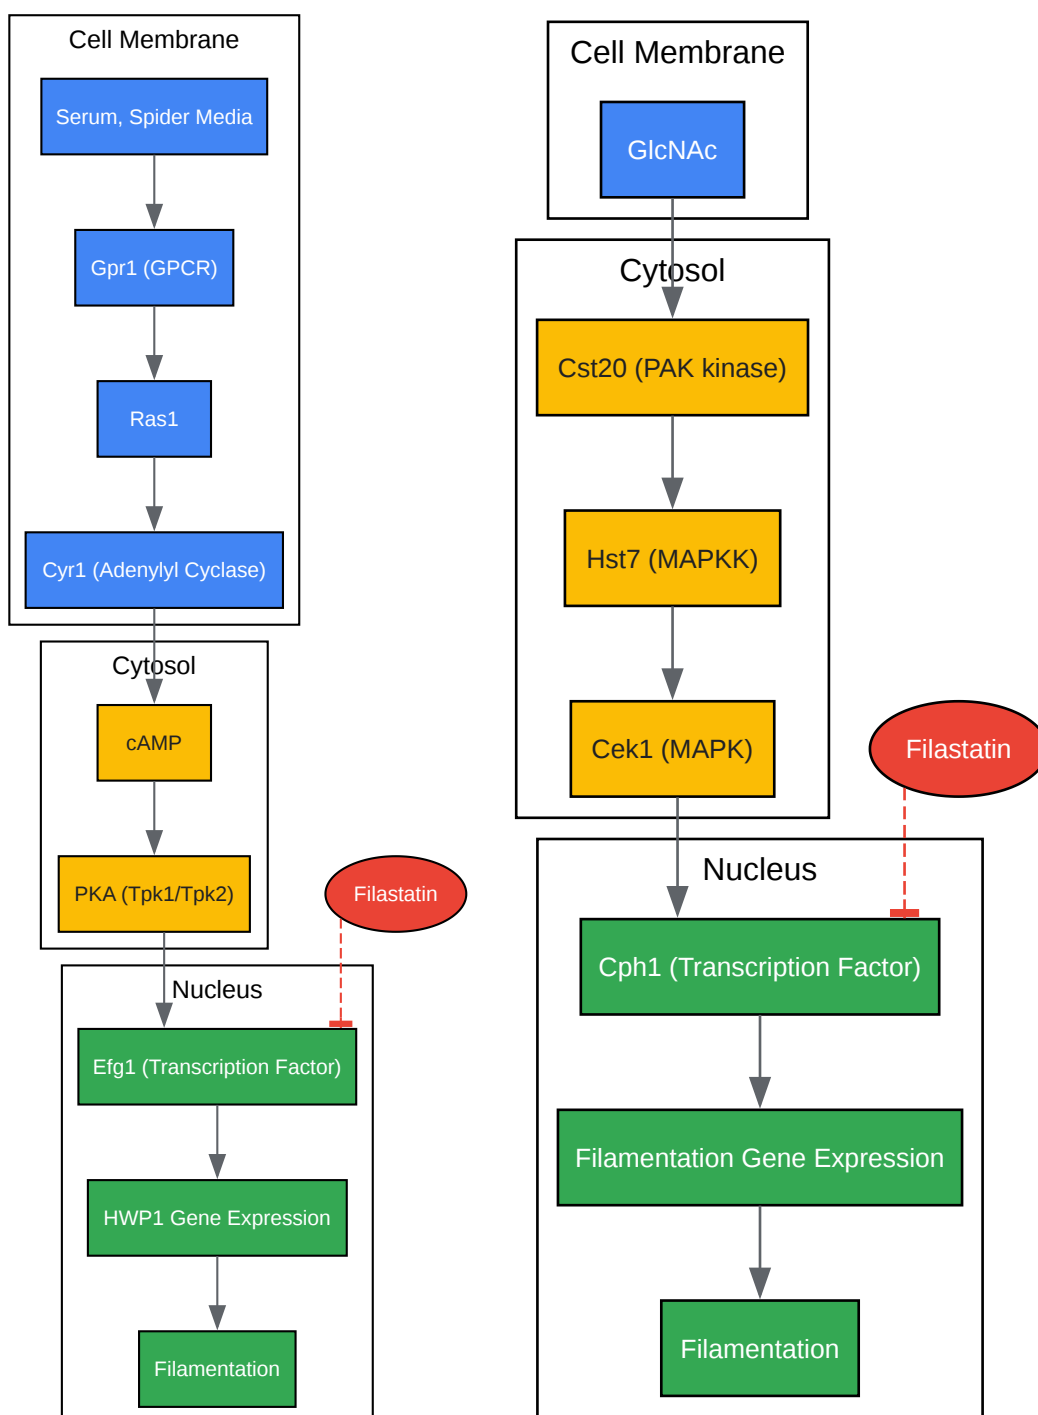 Cell Membrane
Serum, Spider Media
Gpr1 (GPCR)
Ras1
Cyr1 (Adenylyl Cyclase)
Cytosol
cAMP
PKA (Tpk1/Tpk2)
Filastatin
Nucleus
Efg1 (Transcription Factor)
HWP1 Gene Expression
Filamentation
Cell Membrane
GlcNAc
Cytosol
Cst20 (PAK kinase)
Hst7 (MAPKK)
Cek1 (MAPK)
Filastatin
Nucleus
Cph1 (Transcription Factor)
Filamentation Gene Expression
Filamentation